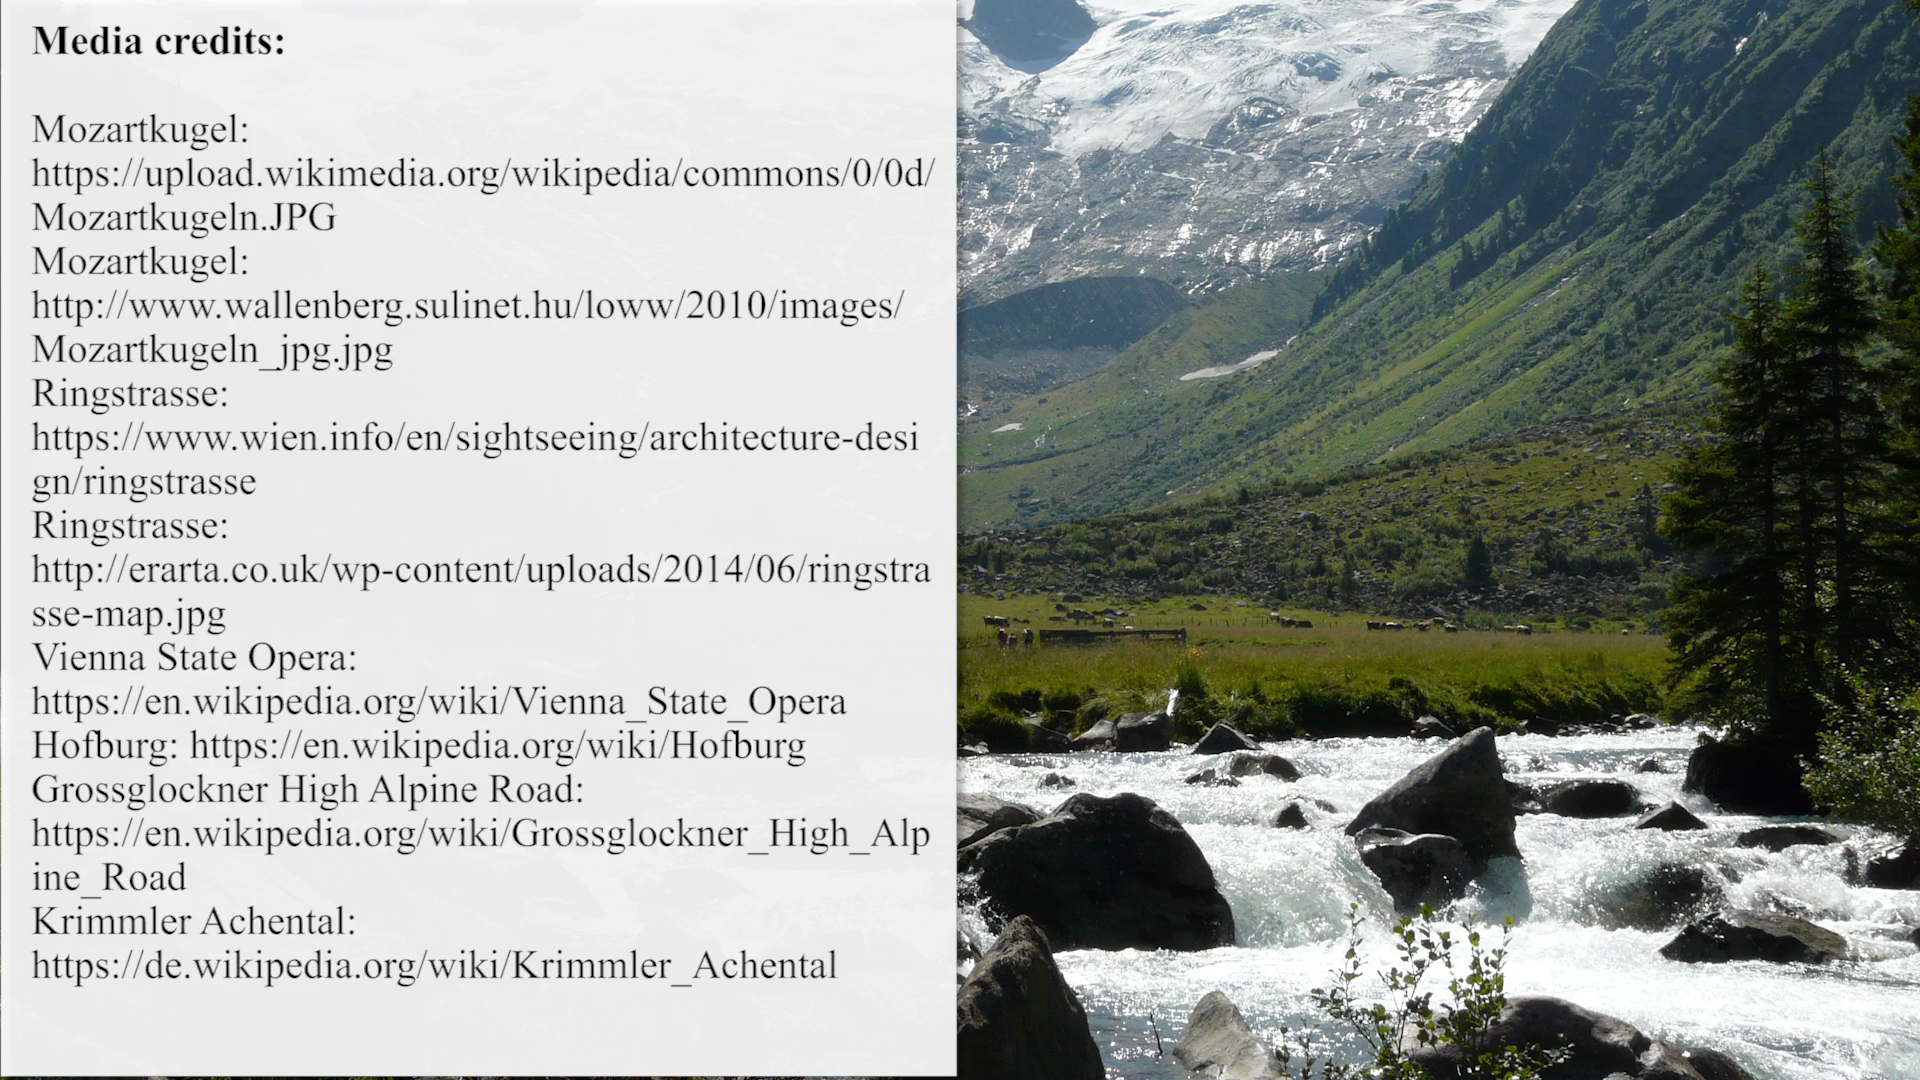 Media credits:
Mozartkugel:
https://upload.wikimedia.org/wikipedia/commons/0/0d/
Mozartkugeln.JPG
Mozartkugel:
http://www.wallenberg.sulinet.hu/loww/2010/images/
Mozartkugeln_jpg.jpg
Ringstrasse:
https://www.wien.info/en/sightseeing/architecture-desi
gn/ringstrasse
Ringstrasse:
http://erarta.co.uk/wp-content/uploads/2014/06/ringstra
sse-map.jpg
Vienna State Opera:
https://en.wikipedia.org/wiki/Vienna_State_Opera
Hofburg: https://en.wikipedia.org/wiki/Hofburg
Grossglockner High Alpine Road:
https://en.wikipedia.org/wiki/Grossglockner_High_Alp
ine_Road
Krimmler Achental:
https://de.wikipedia.org/wiki/Krimmler_Achental